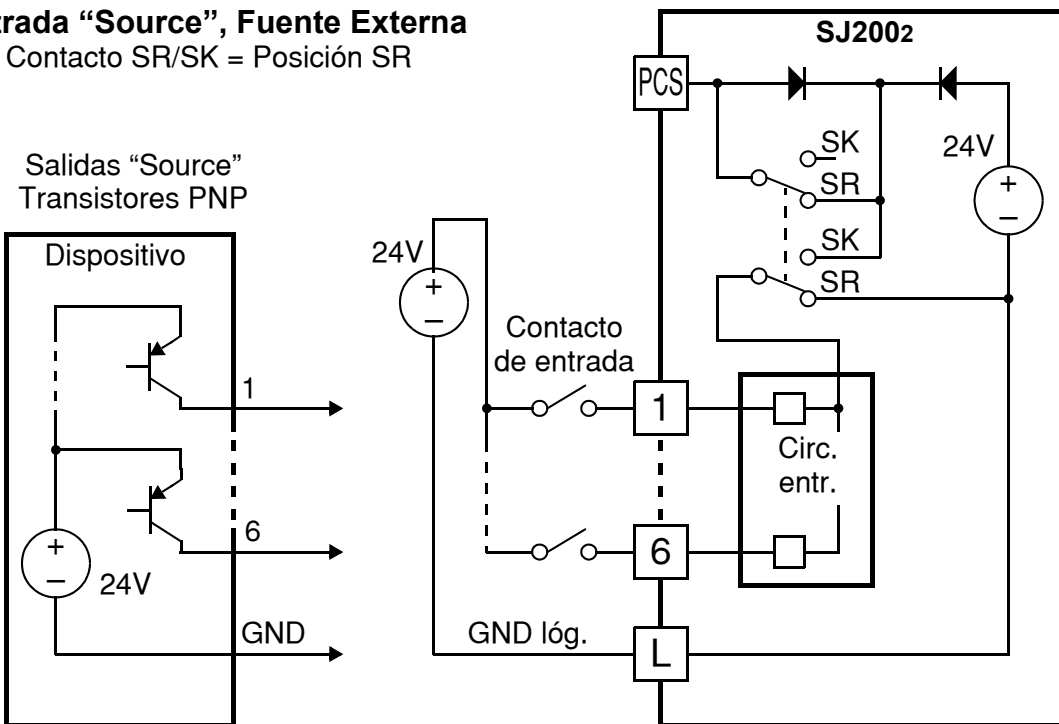 trada “Source”, Fuente Externa
Contacto SR/SK = Posición SR
SJ2002
PCS
SK
SR
24V
+
–
SK
SR
Salidas “Source”
Transistores PNP
Dispositivo
1
6
+
–
24V
GND
24V
+
–
Contacto
de entrada
1
6
L
GND lóg.
Circ.
entr.